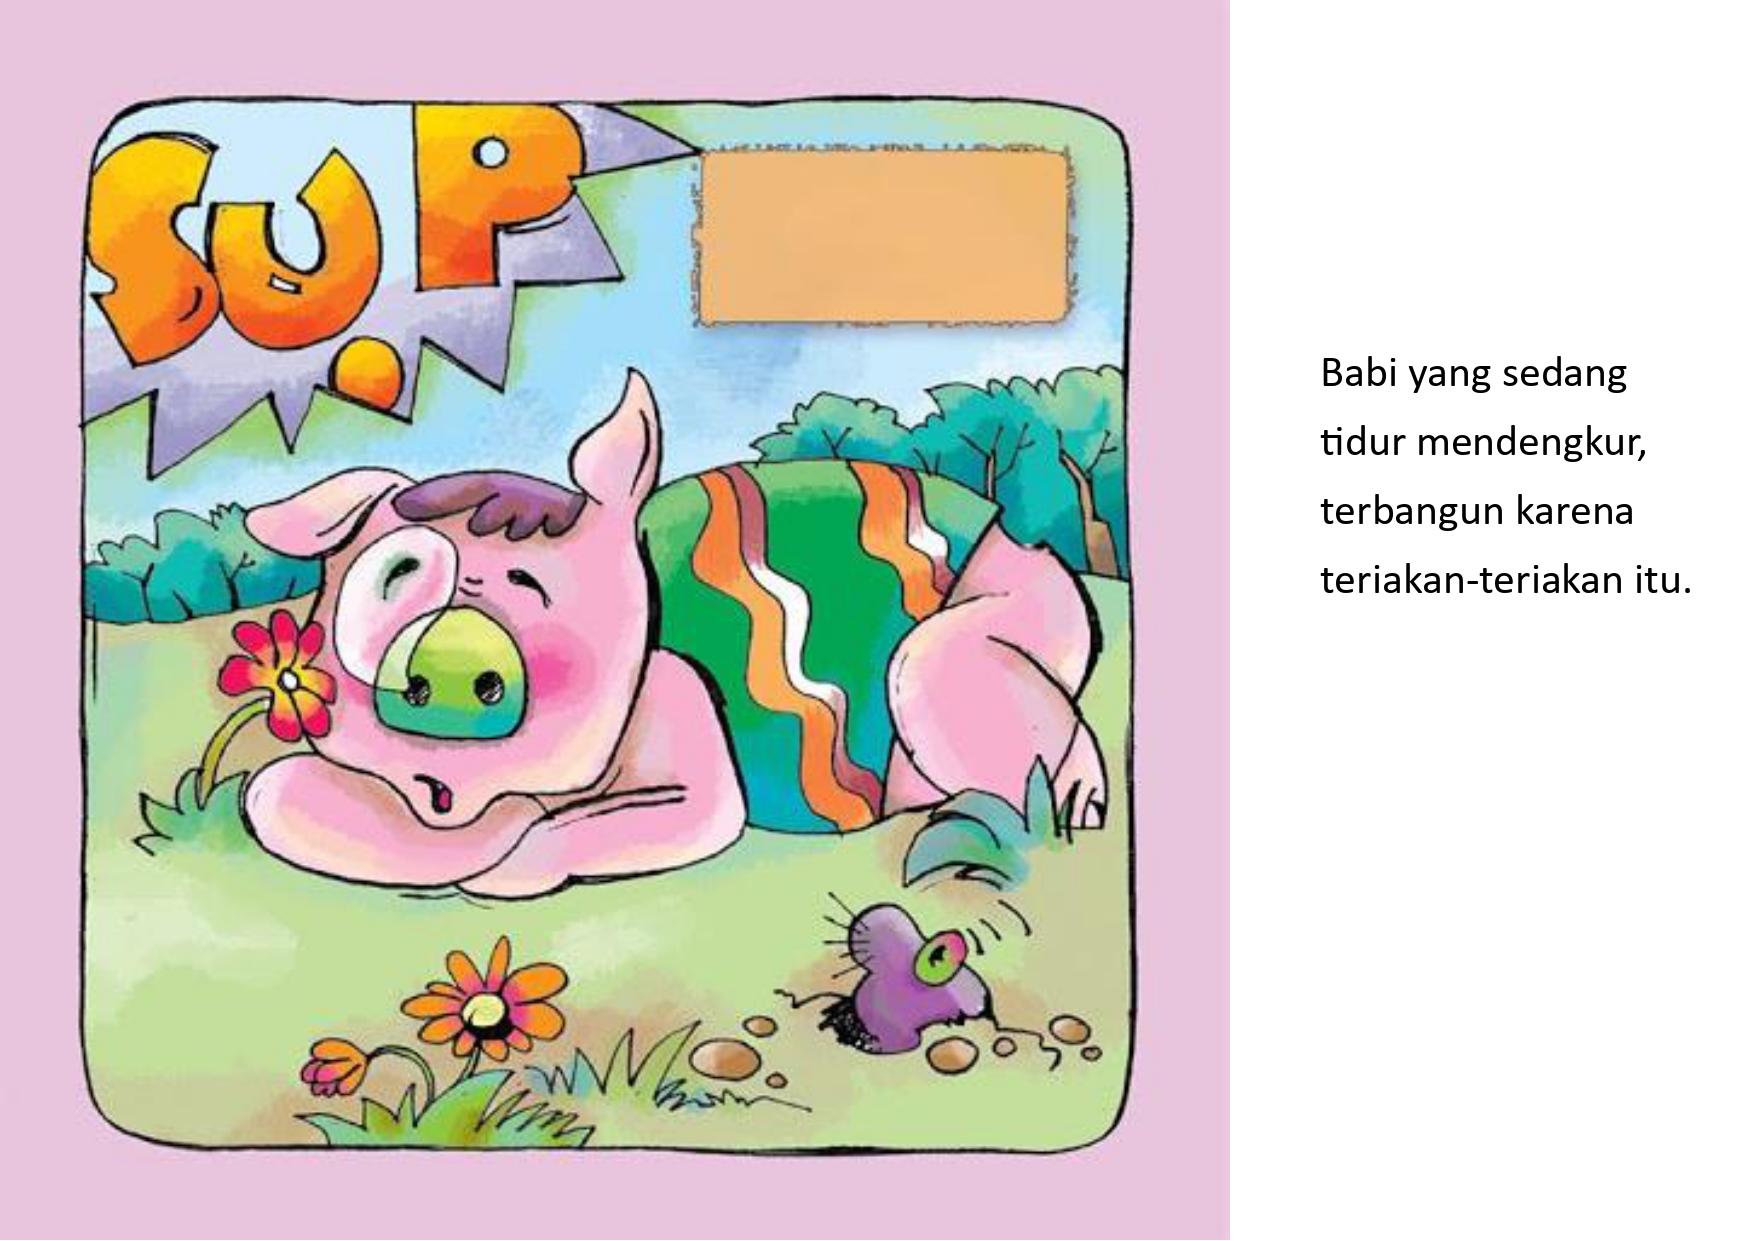 SUP
Babi yang sedang
tidur mendengkur,
terbangun karena
teriakan-teriakan itu.